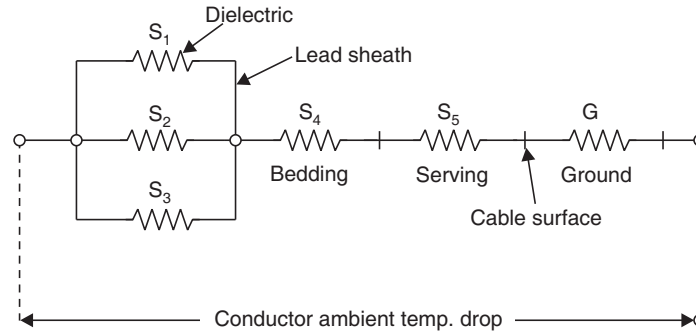 Dielectric
S1
Lead sheath
S2
S4
S5
G
Bedding
Serving
Ground
S3
Cable surface
Conductor ambient temp. drop